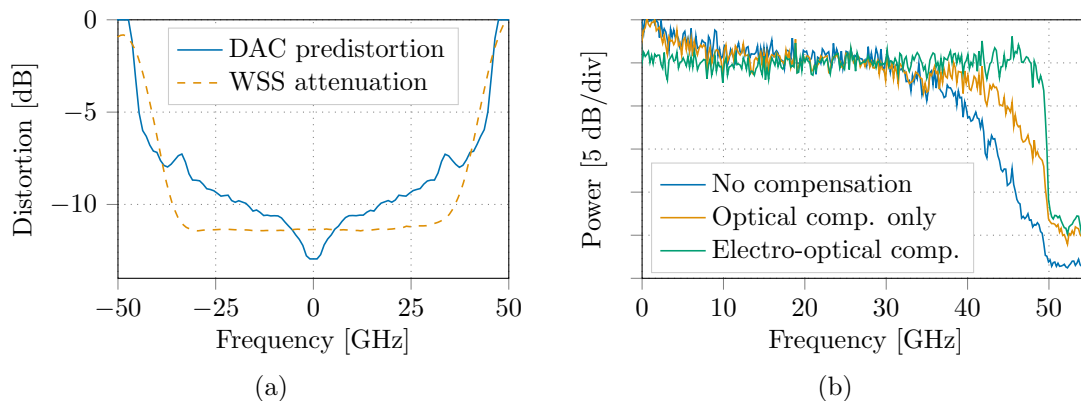 0
−5
−10
Distortion [dB]
DAC predistortion
WSS attenuation
−50
−25
0
25
50
Frequency [GHz]
(a)
Power [5 dB/div]
No compensation
Optical comp. only
Electro-optical comp.
0
10
20
30
40
50
Frequency [GHz]
(b)